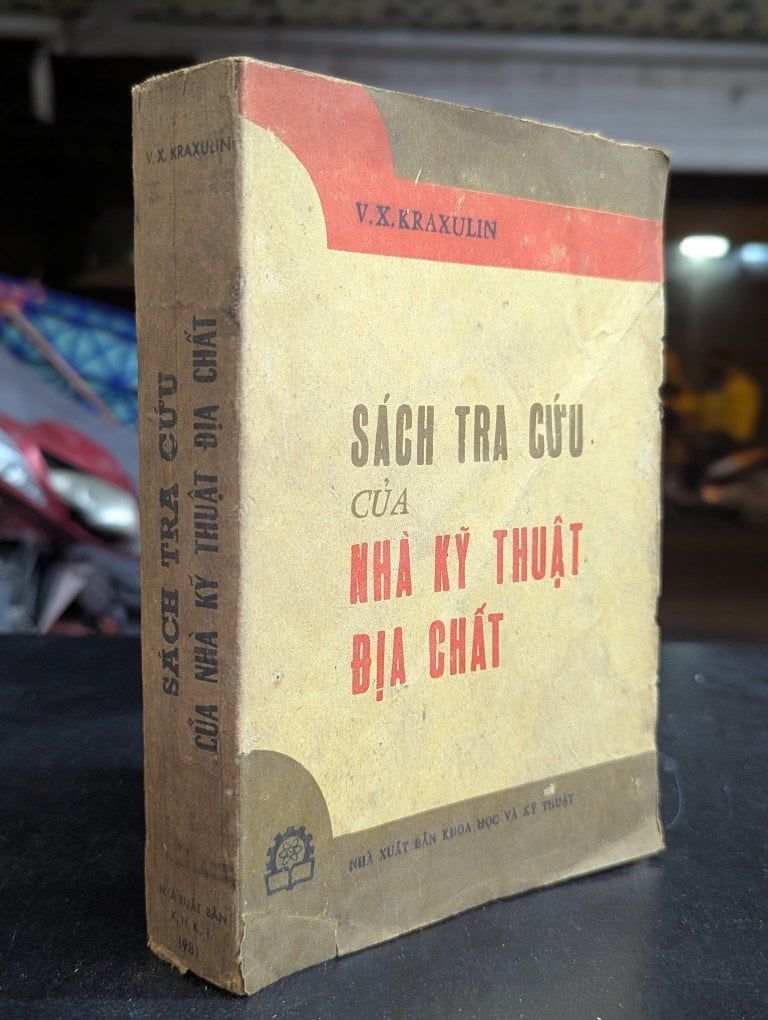 V. X. KRAXULIN
SÁCH TRA CỨU
CỦA NHÀ KỸ THUẬT ĐỊA CHẤT
NHÀ XUẤT BẢN
K. H. K. T.
1981
V.X.KRAXULIN
SÁCH TRA CỨU
CỦA
NHÀ KỸ THUẬT
ĐỊA CHẤT
NHÀ XUẤT BẢN KHOA HỌC VÀ KỸ THUẬT